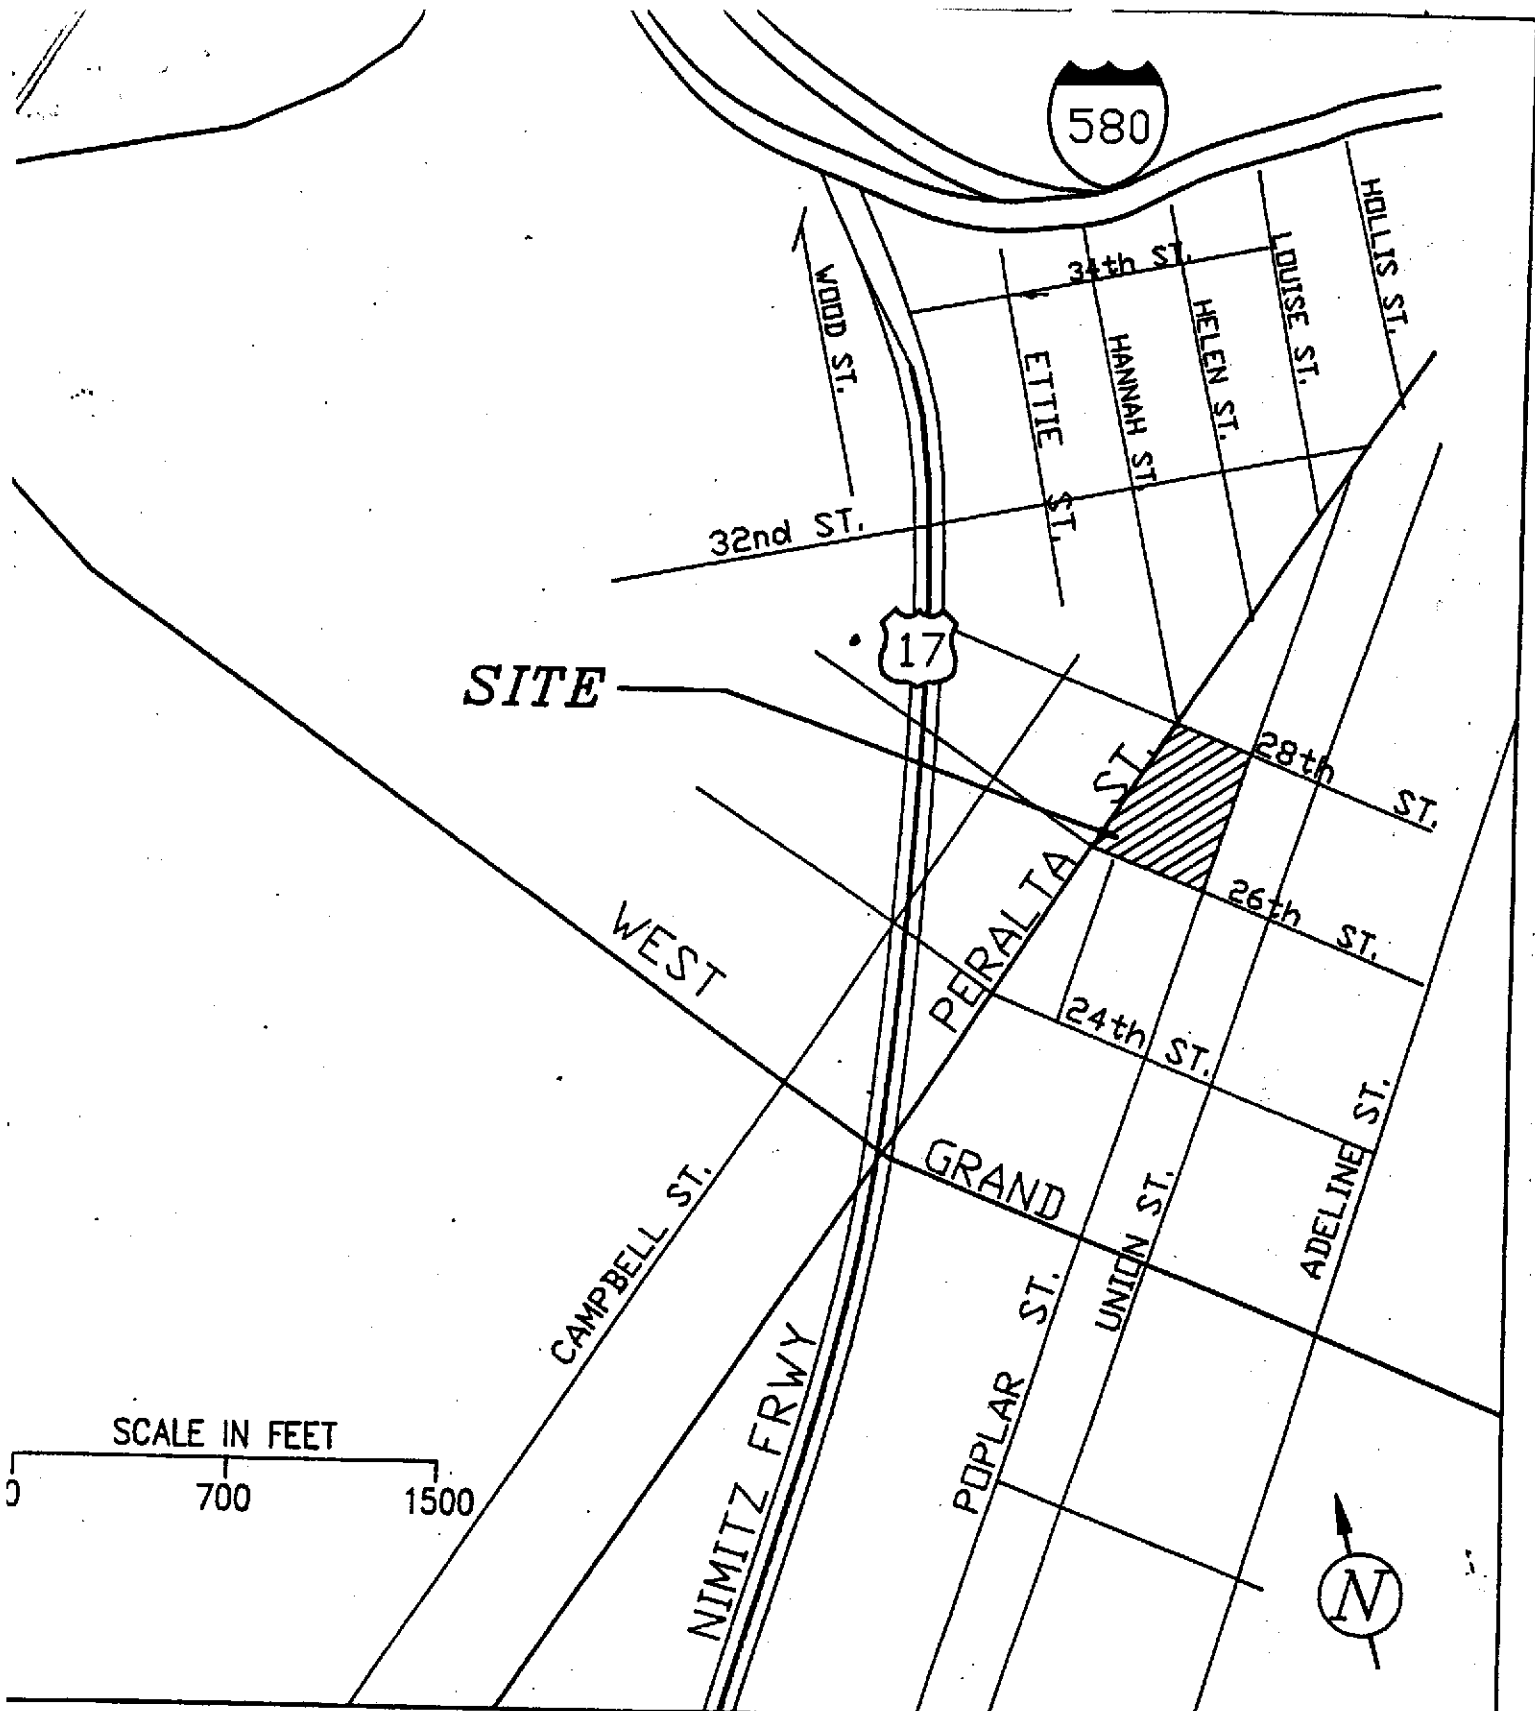 580
HOLLIS ST.
LOUISE ST.
34th ST.
WOOD ST.
HELEN ST.
HANNAH ST.
ETTIE ST.
32nd ST.
17
SITE
28th ST.
PERALTA ST.
26th ST.
WEST GRAND
24th ST.
ADELINE ST.
CAMPBELL ST.
UNION ST.
POPLAR ST.
NIMITZ FRWY
SCALE IN FEET
0 700 1500
N